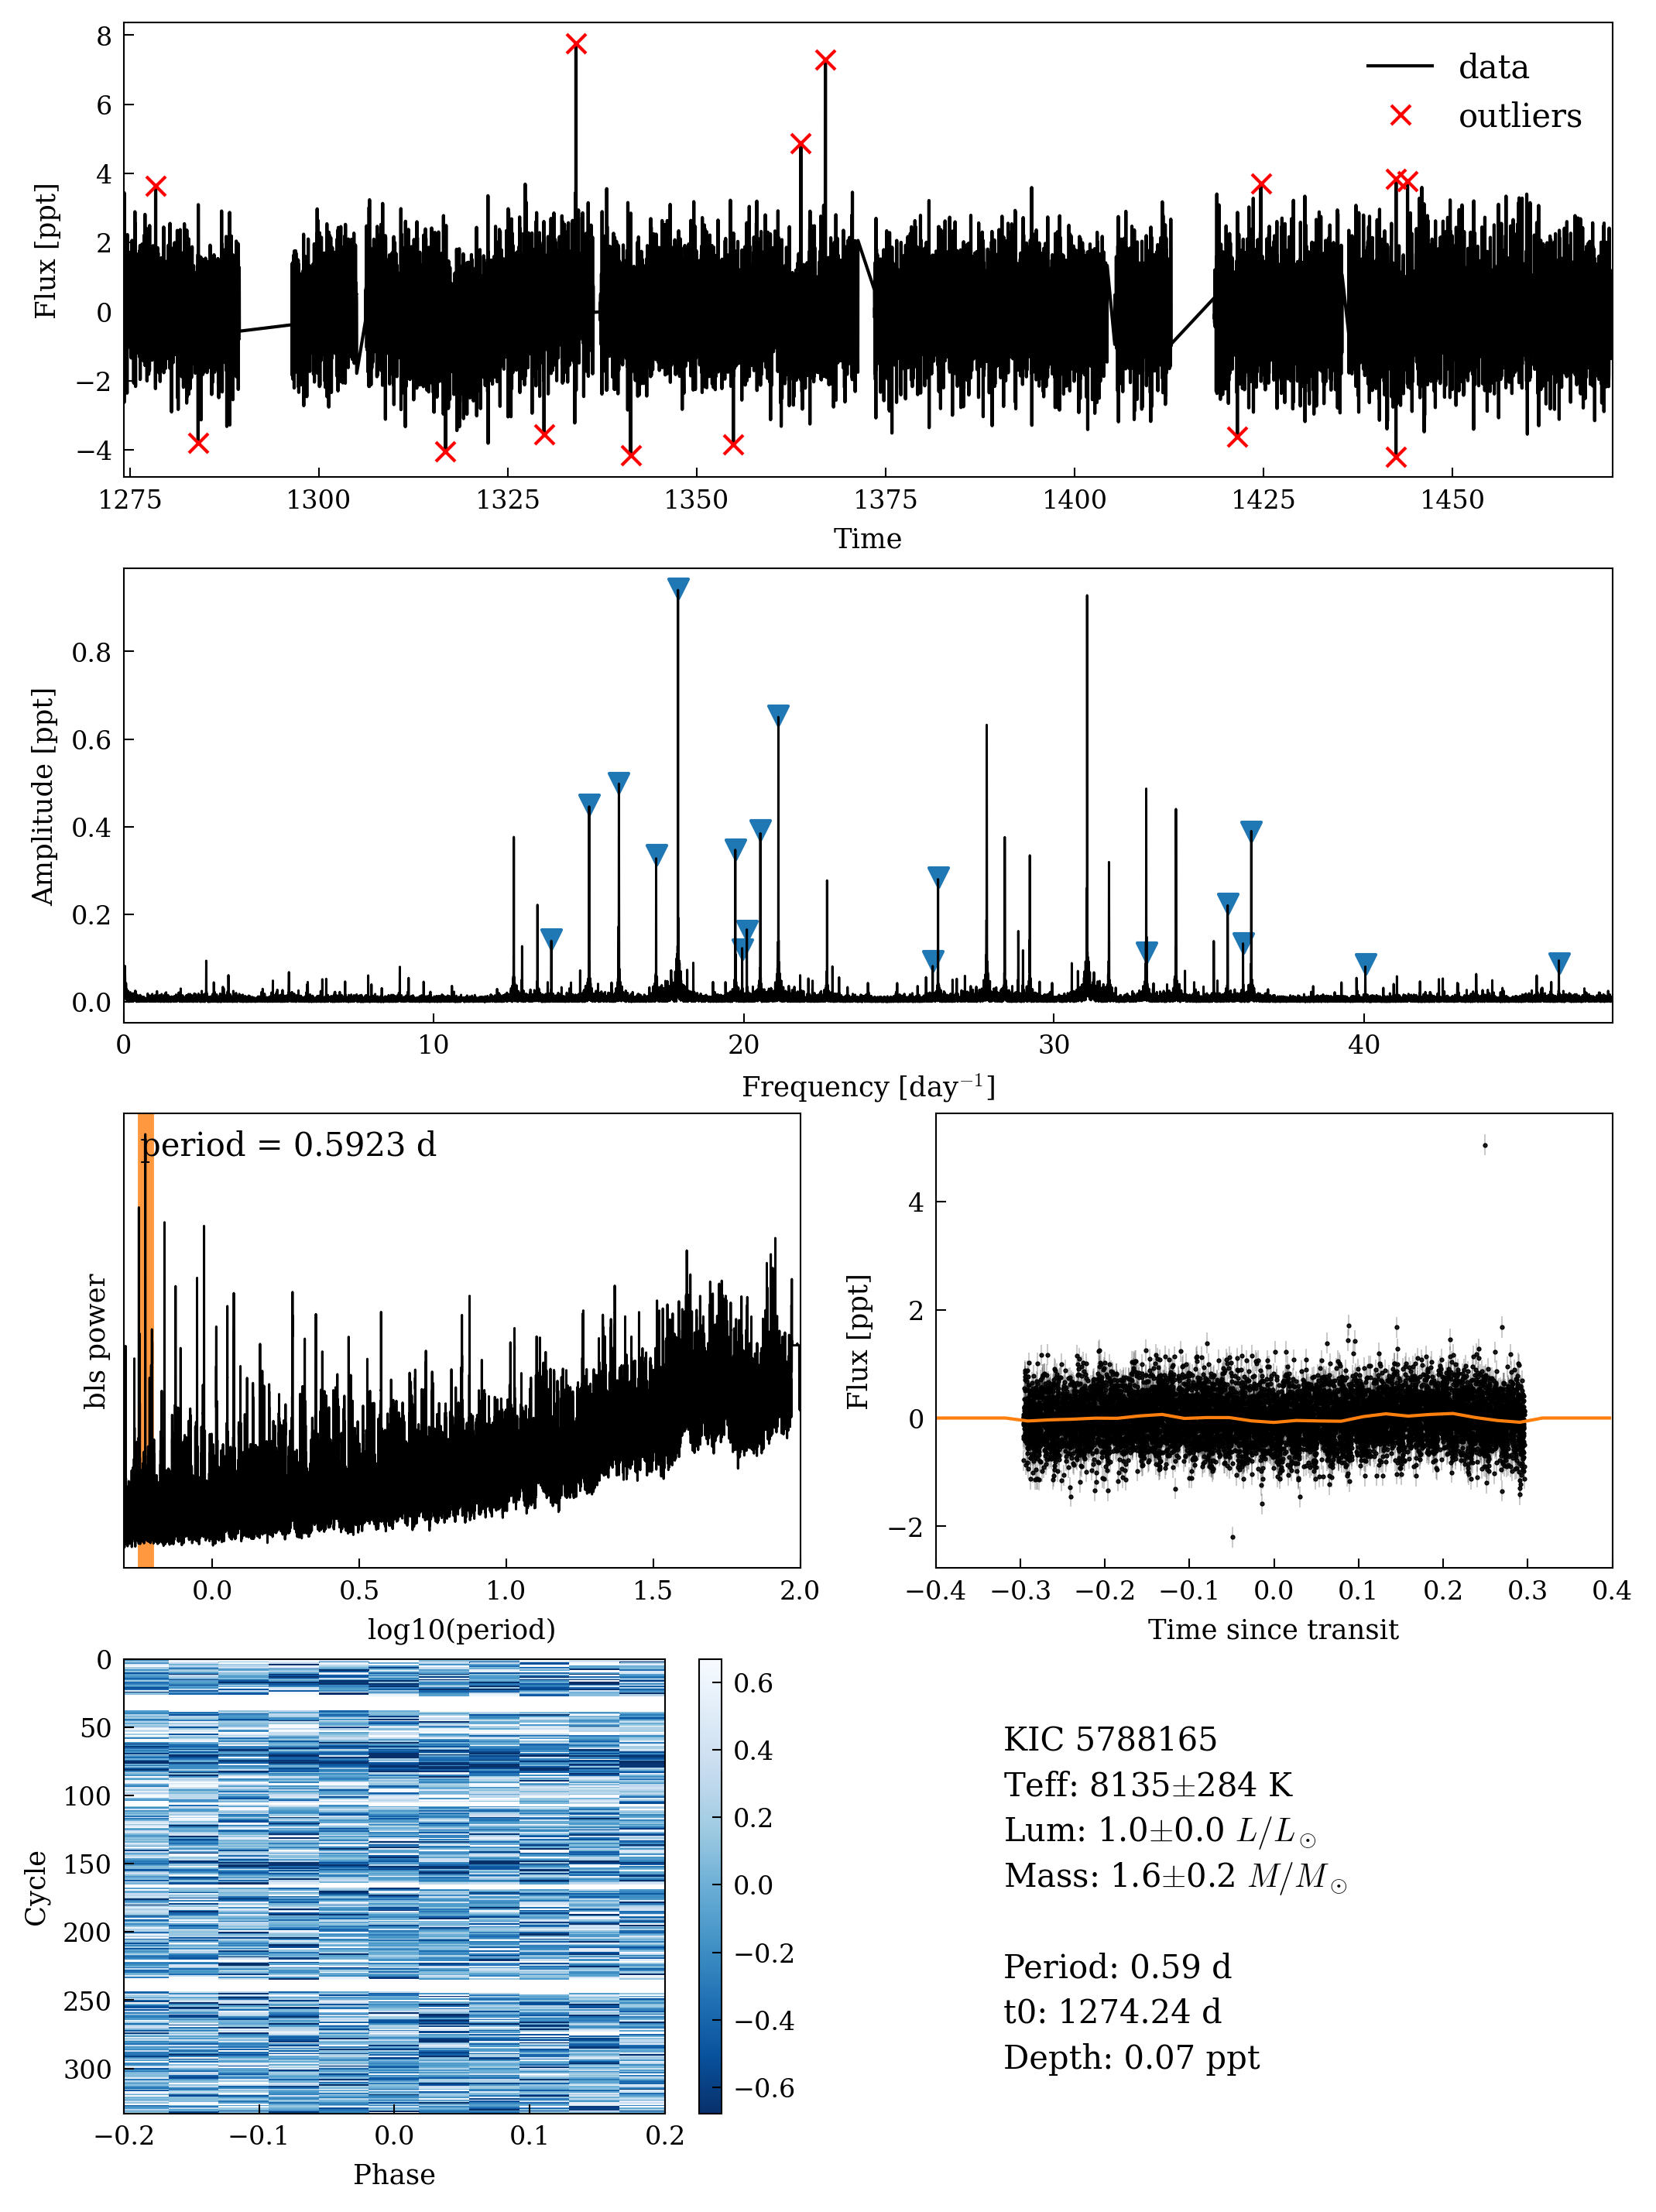 8
6
4
2
0
−2
−4
Flux [ppt]
data
outliers
1275 1300 1325 1350 1375 1400 1425 1450
Time
0.8
0.6
0.4
0.2
0.0
Amplitude [ppt]
0 10 20 30 40
Frequency [day⁻¹]
period = 0.5923 d
bls power
0.0 0.5 1.0 1.5 2.0
log10(period)
4
2
0
−2
Flux [ppt]
−0.4 −0.3 −0.2 −0.1 0.0 0.1 0.2 0.3 0.4
Time since transit
0
50
100
150
200
250
300
Cycle
−0.2 −0.1 0.0 0.1 0.2
Phase
0.6
0.4
0.2
0.0
−0.2
−0.4
−0.6
KIC 5788165
Teff: 8135±284 K
Lum: 1.0±0.0 L/L⊙
Mass: 1.6±0.2 M/M⊙
Period: 0.59 d
t0: 1274.24 d
Depth: 0.07 ppt